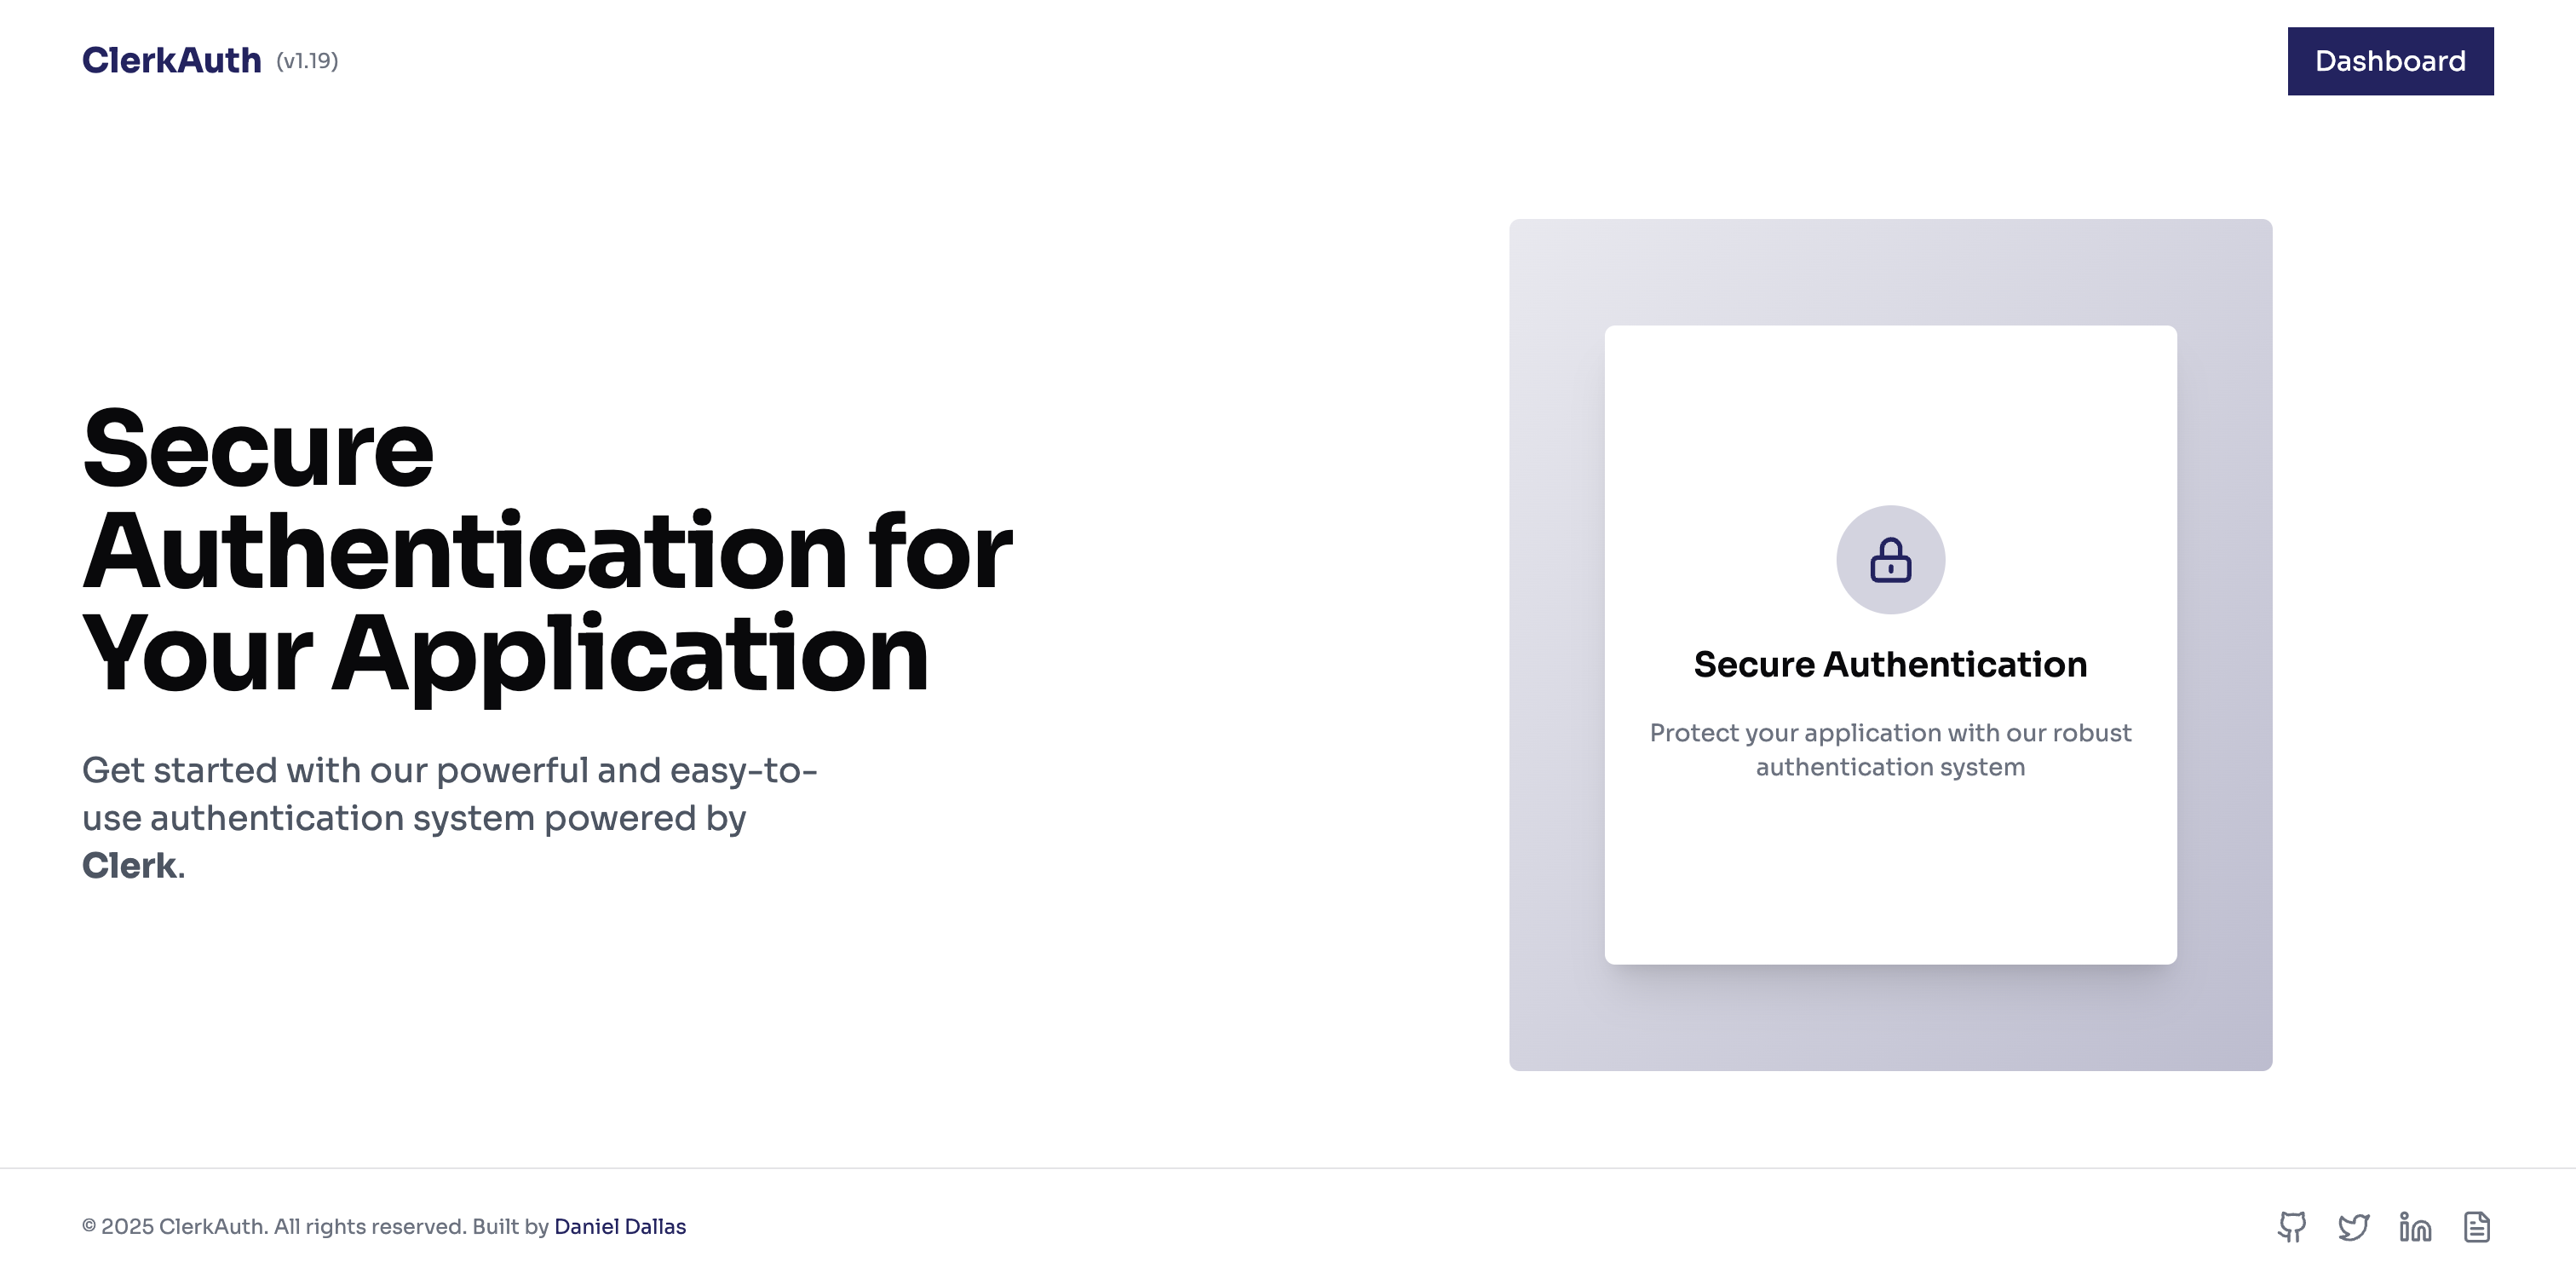 ClerkAuth (v1.19)
Dashboard
Secure
Authentication for
Your Application
Get started with our powerful and easy-to-
use authentication system powered by
Clerk.
Secure Authentication
Protect your application with our robust
authentication system
© 2025 ClerkAuth. All rights reserved. Built by Daniel Dallas